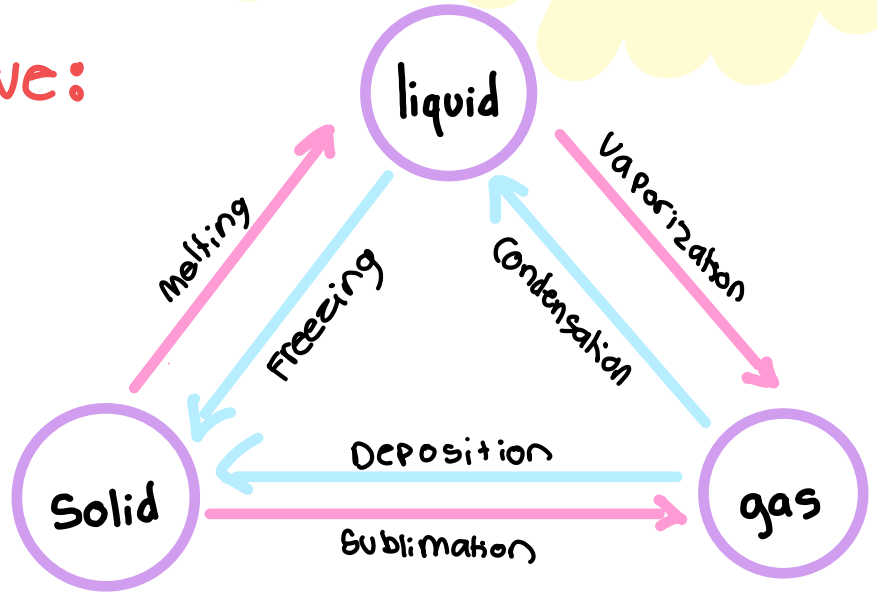 ve:
liquid
Melting
Freezing
Vaporization
Condensation
Deposition
Solid
gas
Sublimation